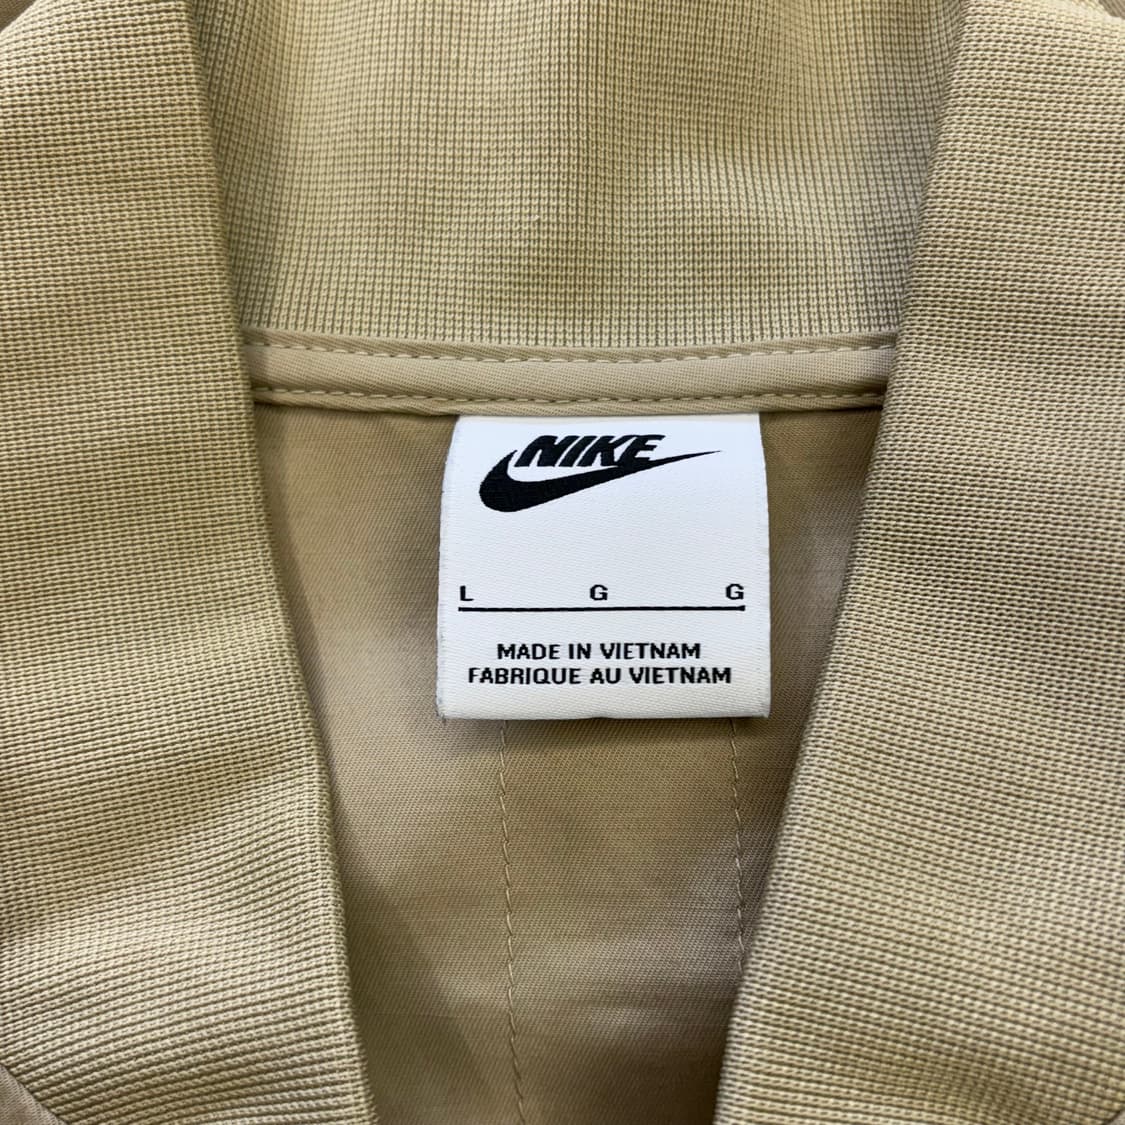 NIKE
L G G
MADE IN VIETNAM
FABRIQUE AU VIETNAM